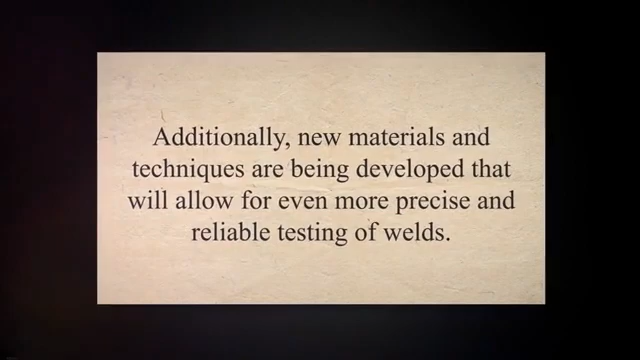 Additionally, new materials and
techniques are being developed that
will allow for even more precise and
reliable testing of welds.